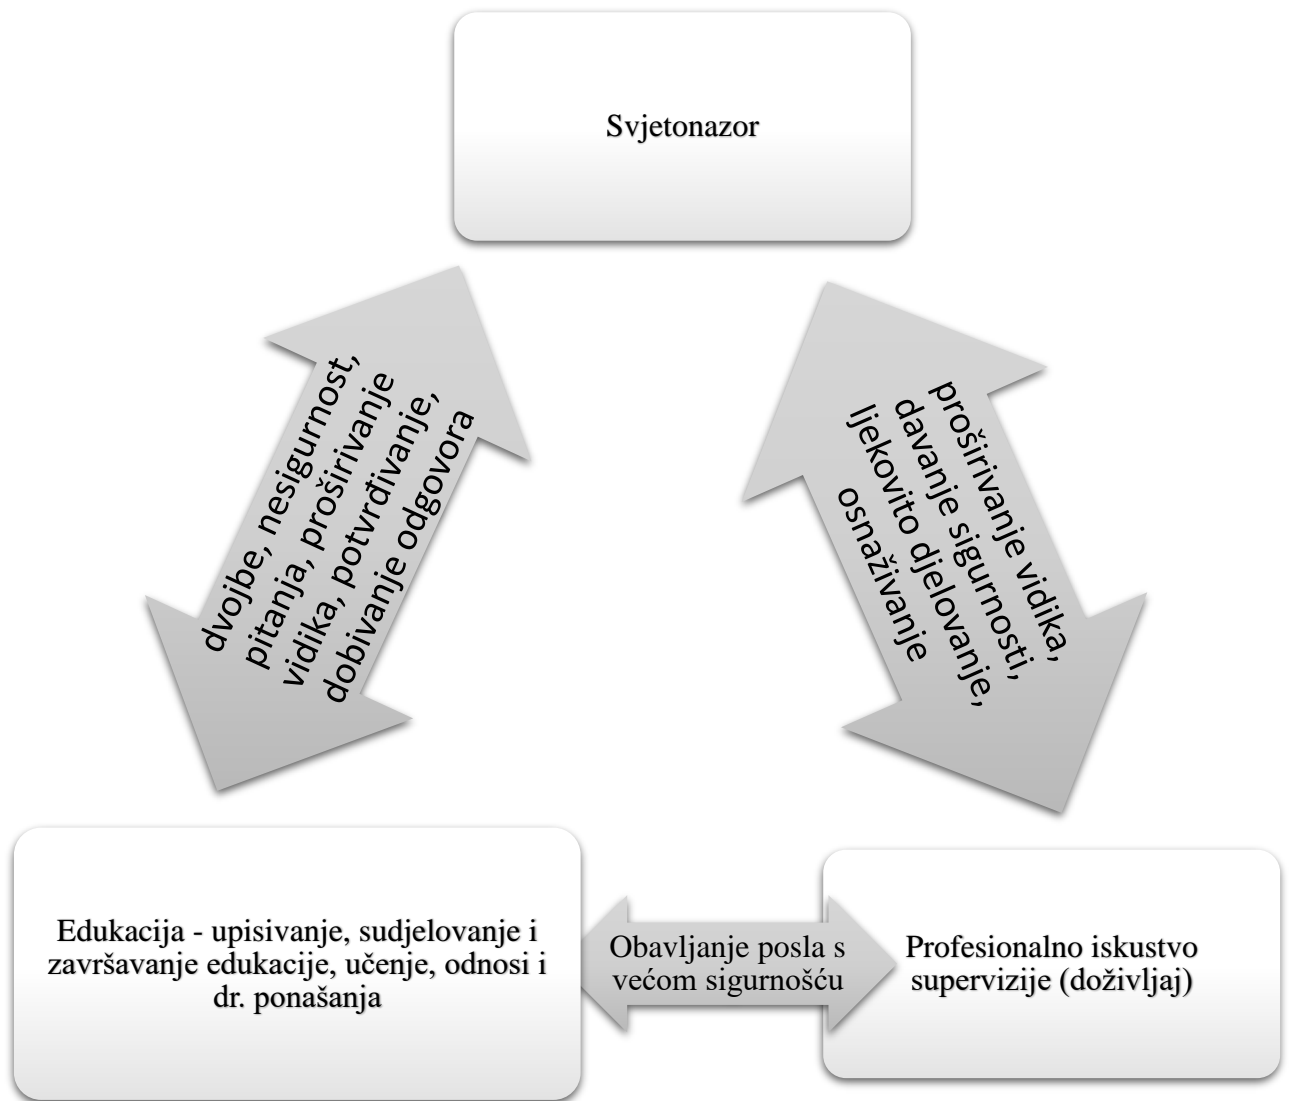 Svjetonazor
dvojbe, nesigurnost,
pitanja, proširivanje
vidika, potvrđivanje,
dobivanje odgovora
proširivanje vidika,
davanje sigurnosti,
ljekovito djelovanje,
osnaživanje
Edukacija - upisivanje, sudjelovanje i
završavanje edukacije, učenje, odnosi i
dr. ponašanja
Obavljanje posla s
većom sigurnošću
Profesionalno iskustvo
supervizije (doživljaj)